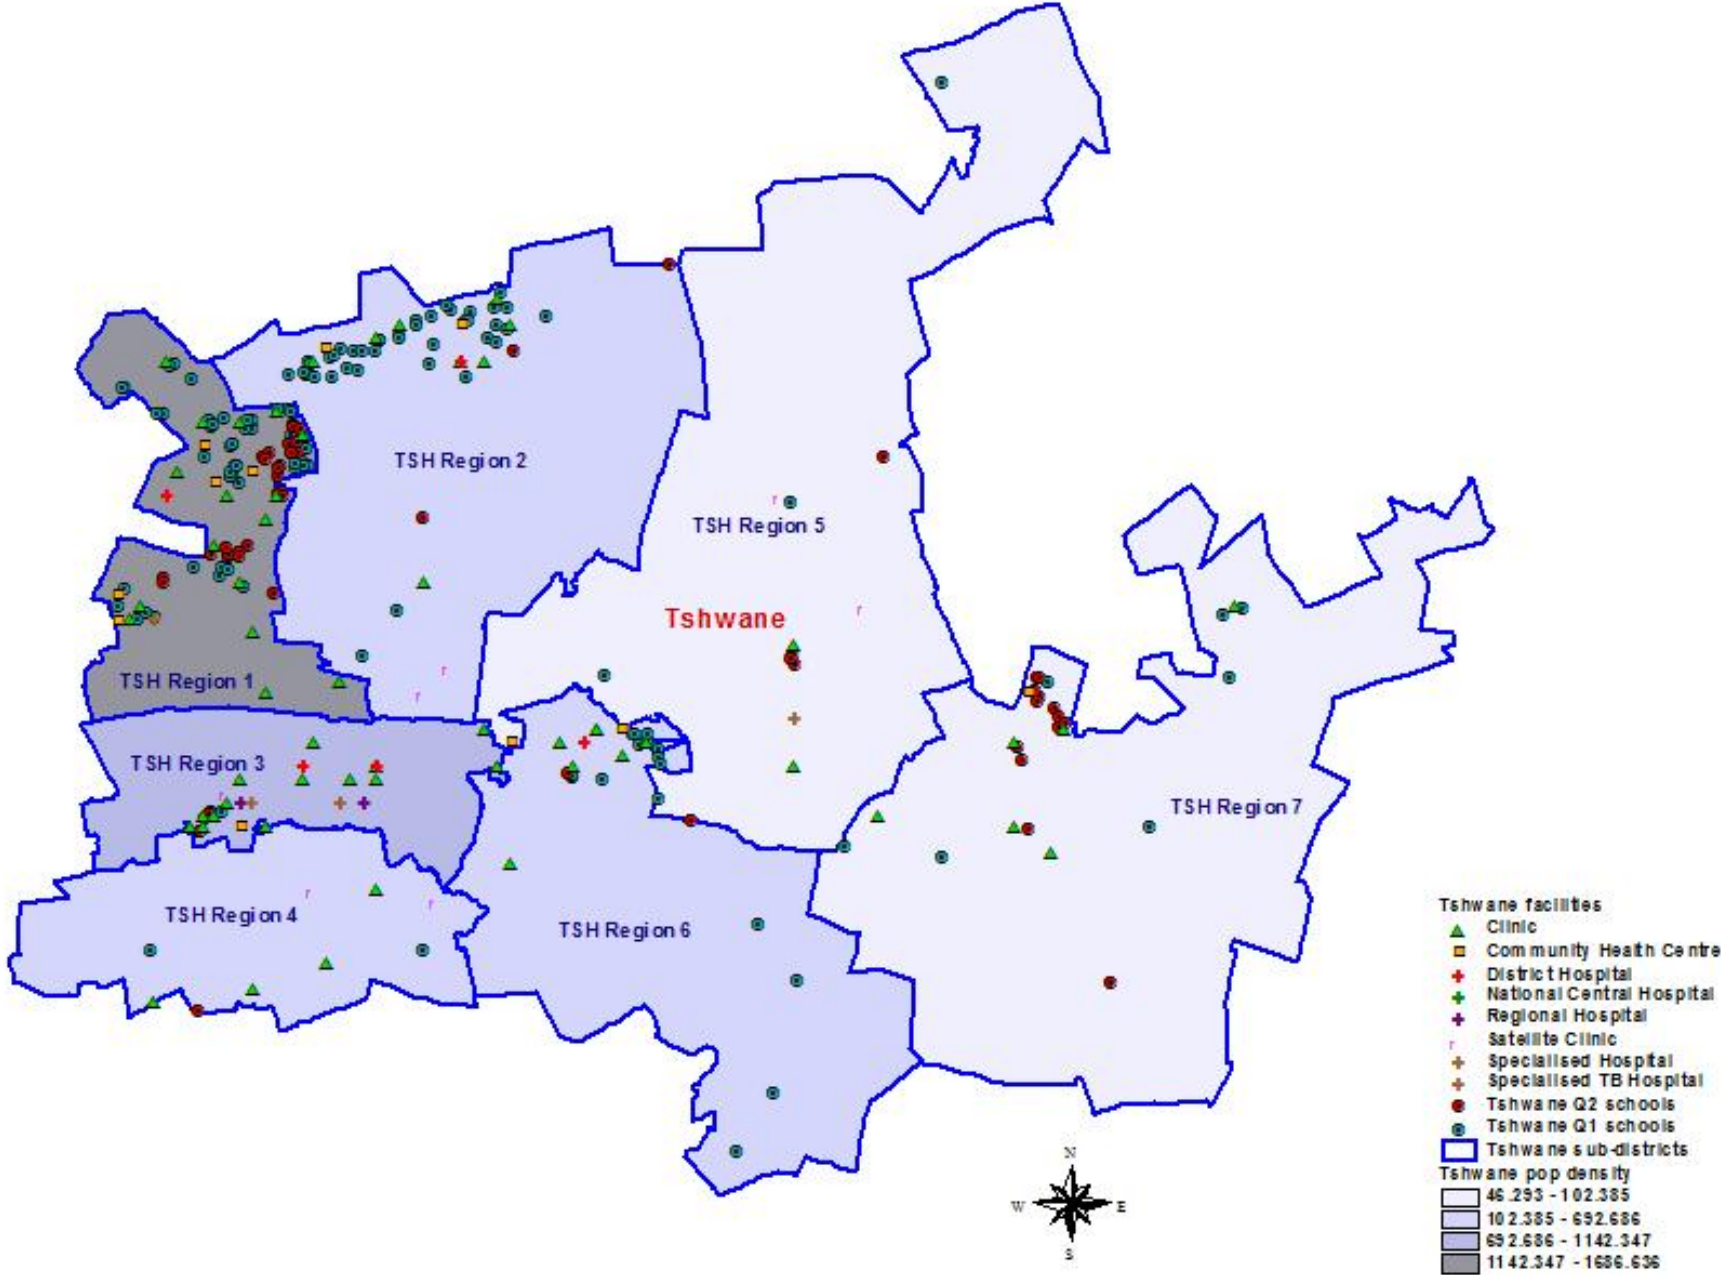 TSH Region 2
TSH Region 5
Tshwane
TSH Region 1
TSH Region 3
TSH Region 7
TSH Region 4
TSH Region 6
Tshwane facilities
Clinic
Community Health Centre
District Hospital
National Central Hospital
Regional Hospital
r Satellite Clinic
Specialised Hospital
Specialised TB Hospital
Tshwane Q2 schools
Tshwane Q1 schools
Tshwane sub-districts
Tshwane pop density
46.293 - 102.385
102.385 - 692.686
692.686 - 1142.347
1142.347 - 1686.636
N
W E
S